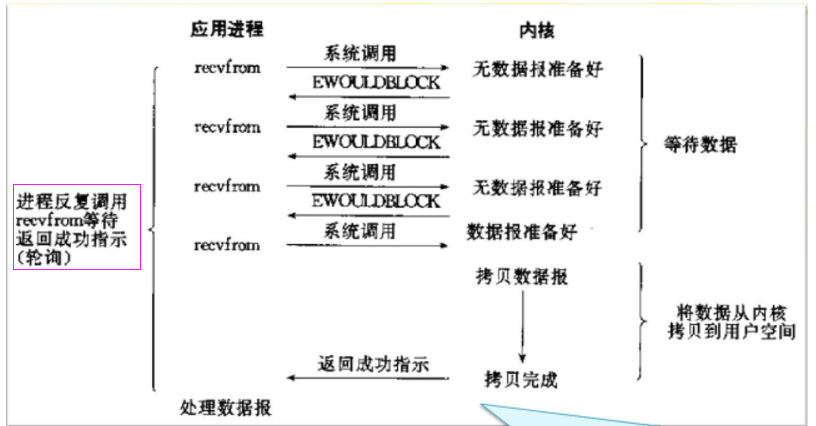 应用进程 内核
recvfrom 系统调用 无数据报准备好
EWOULDBLOCK
recvfrom 系统调用 无数据报准备好
EWOULDBLOCK
等待数据
recvfrom 系统调用 无数据报准备好
EWOULDBLOCK
recvfrom 系统调用 数据报准备好
进程反复调用
recvfrom等待
返回成功指示
(轮询)
拷贝数据报
将数据从内核
拷贝到用户空间
返回成功指示 拷贝完成
处理数据报